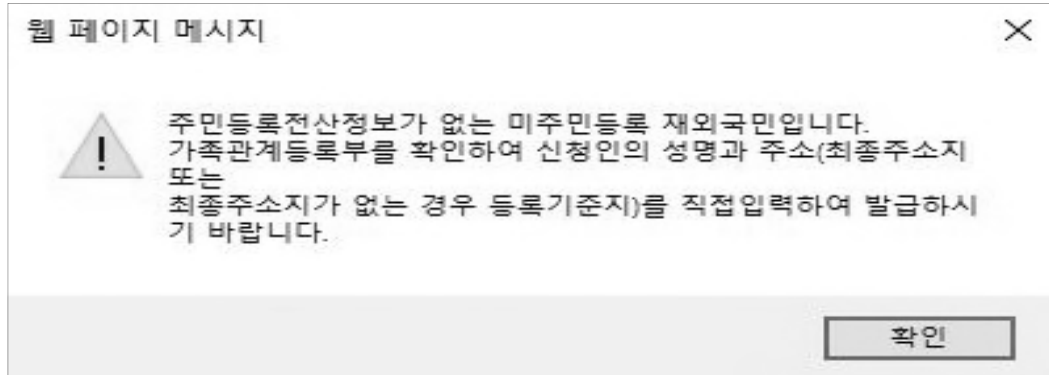 웹 페이지 메시지
주민등록전산정보가 없는 미주민등록 재외국민입니다.
가족관계등록부를 확인하여 신청인의 성명과 주소(최종주소지
또는
최종주소지가 없는 경우 등록기준지)를 직접입력하여 발급하시
기 바랍니다.
확인